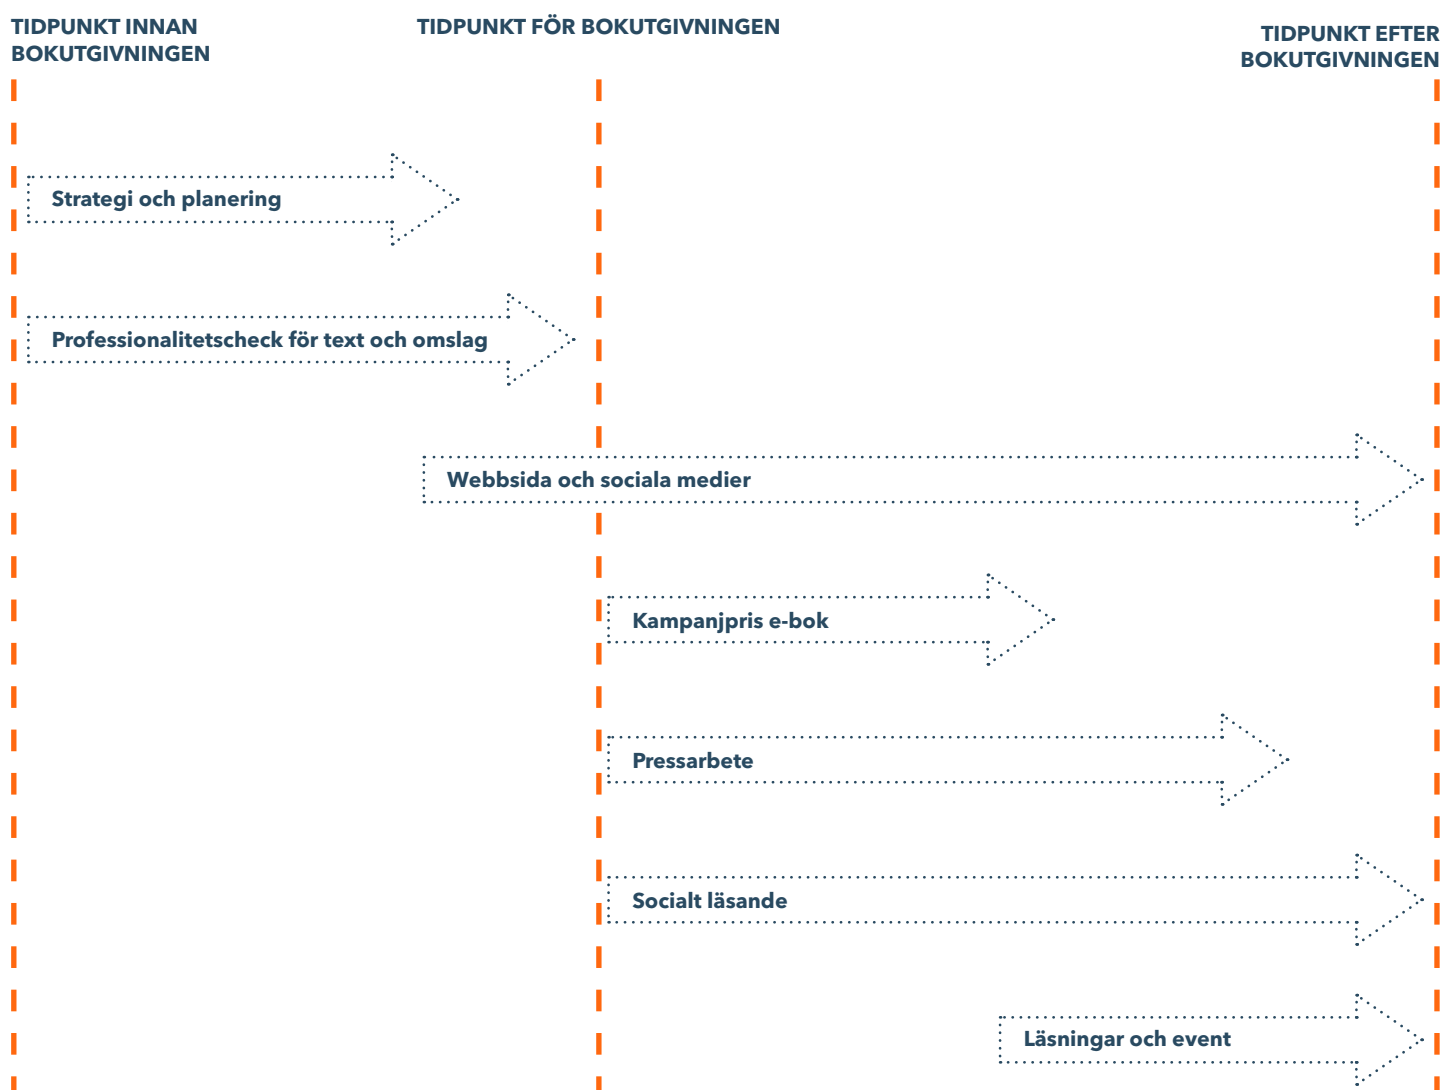 TIDPUNKT INNAN
BOKUTGIVNINGEN
TIDPUNKT FÖR BOKUTGIVNINGEN
TIDPUNKT EFTER
BOKUTGIVNINGEN
Strategi och planering
Professionalitetscheck för text och omslag
Webbsida och sociala medier
Kampanjpris e-bok
Pressarbete
Socialt läsande
Läsningar och event